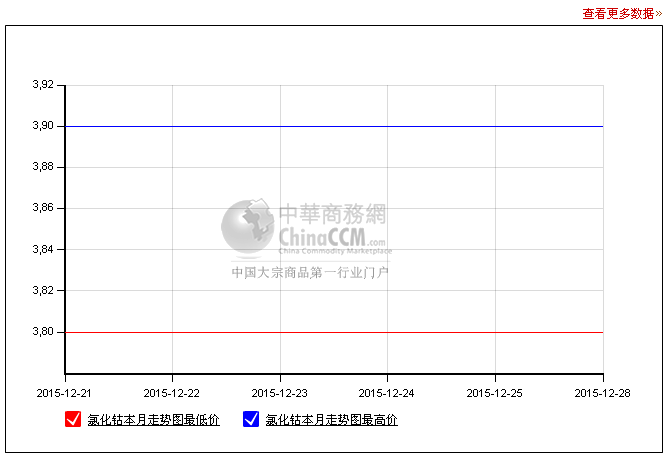 查看更多数据»
3,92
3,90
3,88
3,86
3,84
3,82
3,80
中華商務網
ChinaCCM.com
China Commodity Marketplace
中国大宗商品第一行业门户
2015-12-21 2015-12-22 2015-12-23 2015-12-24 2015-12-25 2015-12-28
氯化钴本月走势图最低价 氯化钴本月走势图最高价